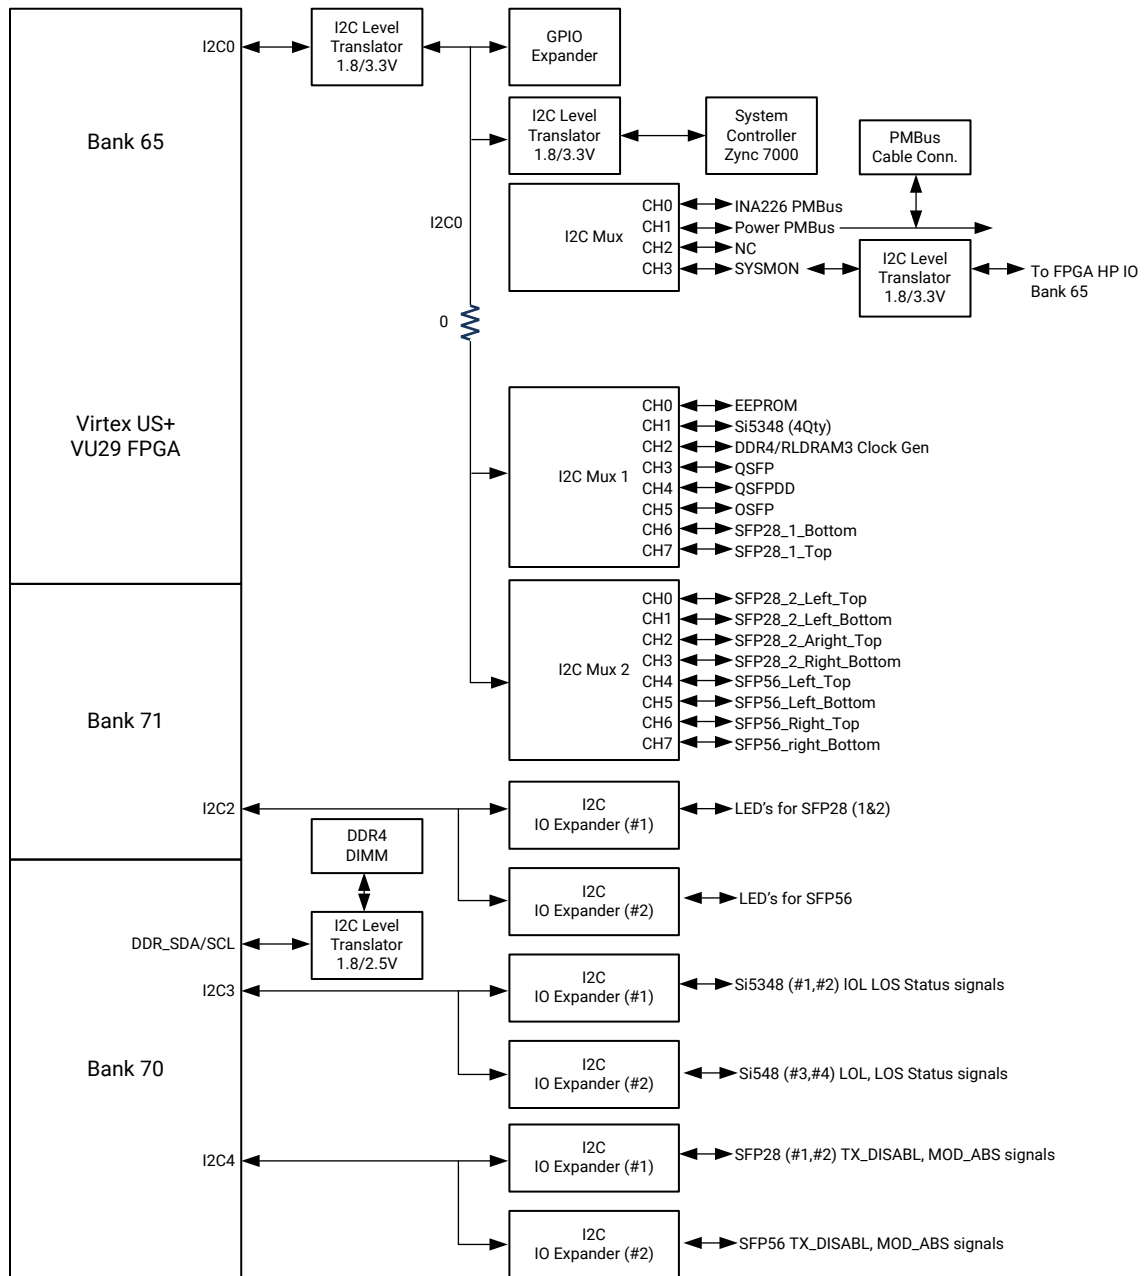 I2C0
Bank 65
Virtex US+
VU29 FPGA
Bank 71
I2C2
DDR_SDA/SCL
I2C3
Bank 70
I2C4
I2C Level
Translator
1.8/3.3V
GPIO
Expander
I2C Level
Translator
1.8/3.3V
System
Controller
Zync 7000
PMBus
Cable Conn.
I2C0
0
I2C Mux
CH0 INA226 PMBus
CH1 Power PMBus
CH2 NC
CH3 SYSMON
I2C Level
Translator
1.8/3.3V
To FPGA HP IO
Bank 65
I2C Mux 1
CH0 EEPROM
CH1 Si5348 (4Qty)
CH2 DDR4/RLDRAM3 Clock Gen
CH3 QSFP
CH4 QSFPDD
CH5 OSFP
CH6 SFP28_1_Bottom
CH7 SFP28_1_Top
I2C Mux 2
CH0 SFP28_2_Left_Top
CH1 SFP28_2_Left_Bottom
CH2 SFP28_2_Aright_Top
CH3 SFP28_2_Right_Bottom
CH4 SFP56_Left_Top
CH5 SFP56_Left_Bottom
CH6 SFP56_Right_Top
CH7 SFP56_right_Bottom
I2C
IO Expander (#1)
LED's for SFP28 (1&2)
DDR4
DIMM
I2C
IO Expander (#2)
LED's for SFP56
I2C Level
Translator
1.8/2.5V
I2C
IO Expander (#1)
Si5348 (#1,#2) lOL LOS Status signals
I2C
IO Expander (#2)
Si548 (#3,#4) LOL, LOS Status signals
I2C
IO Expander (#1)
SFP28 (#1,#2) TX_DISABL, MOD_ABS signals
I2C
IO Expander (#2)
SFP56 TX_DISABL, MOD_ABS signals